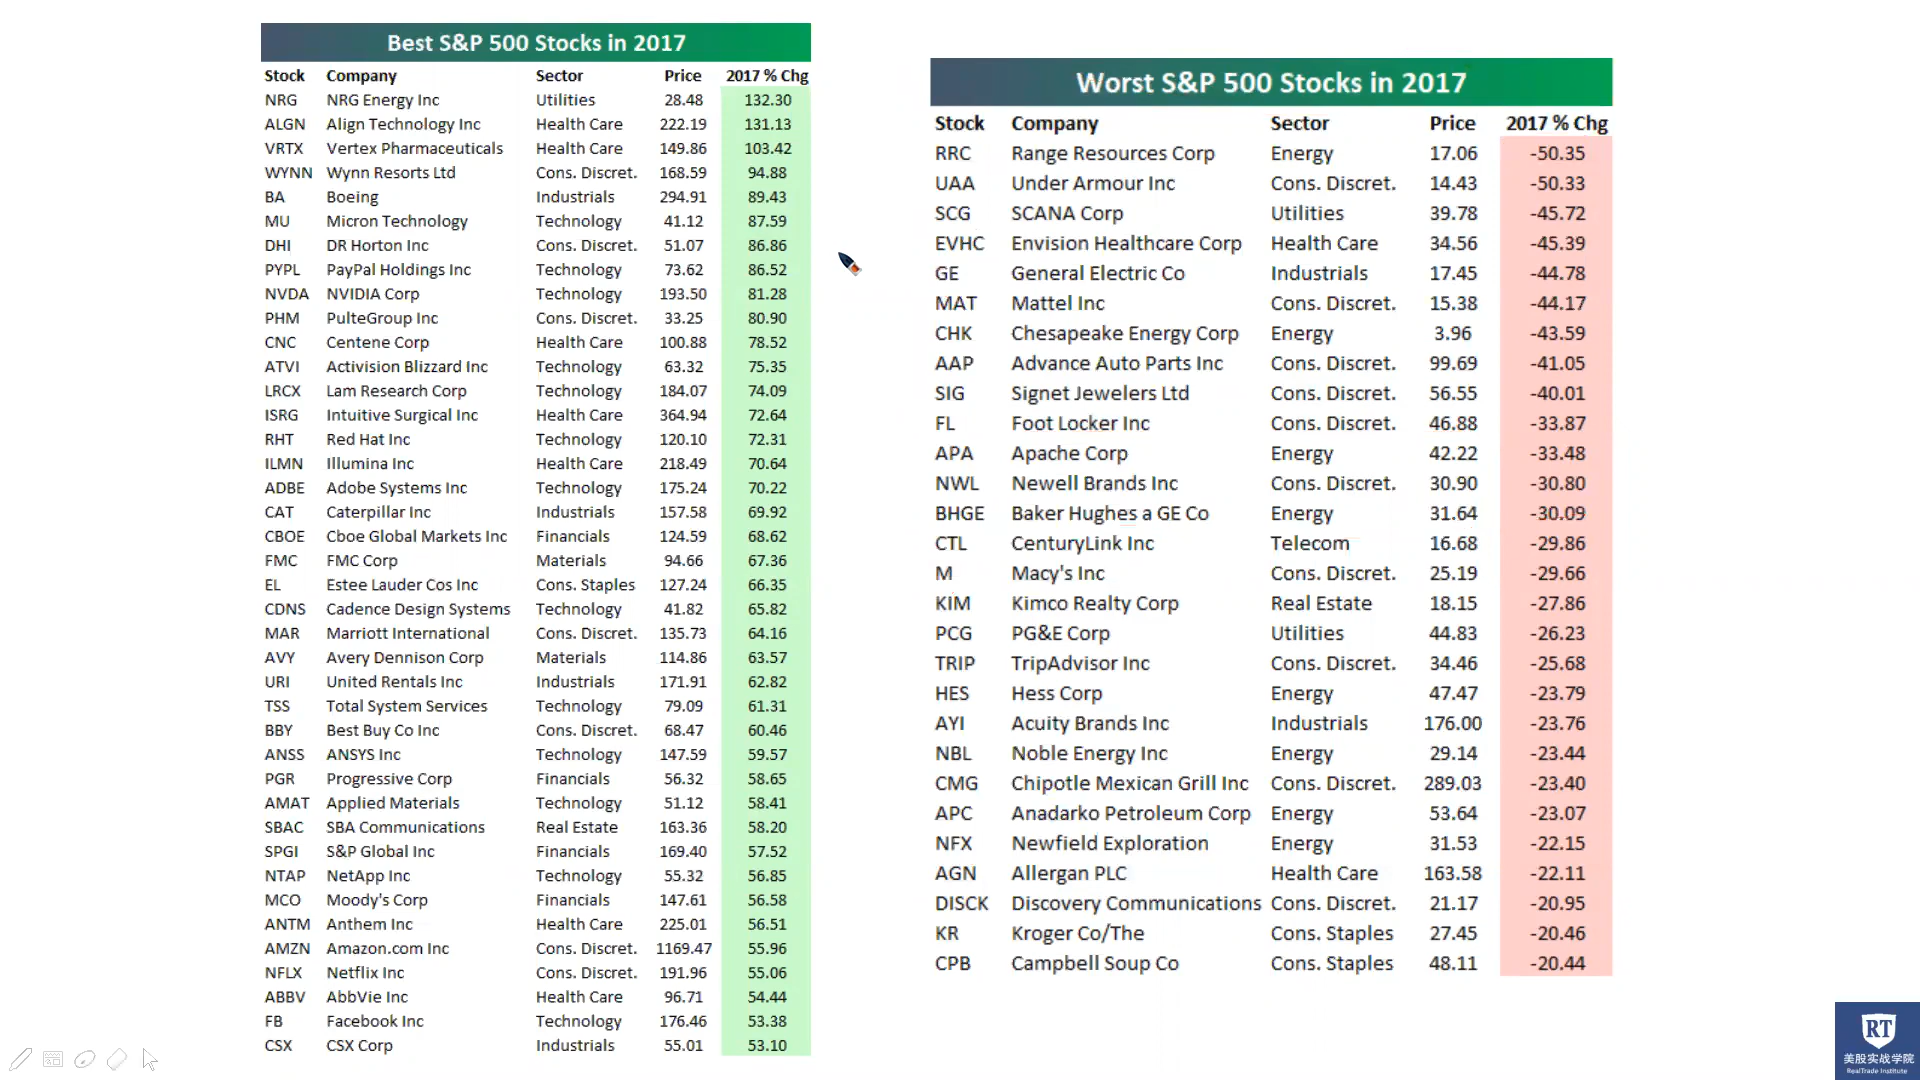 Best S&P 500 Stocks in 2017
Stock Company Sector Price 2017 % Chg
NRG NRG Energy Inc Utilities 28.48 132.30
ALGN Align Technology Inc Health Care 222.19 131.13
VRTX Vertex Pharmaceuticals Health Care 149.86 103.42
WYNN Wynn Resorts Ltd Cons. Discret. 168.59 94.88
BA Boeing Industrials 294.91 89.43
MU Micron Technology Technology 41.12 87.59
DHI DR Horton Inc Cons. Discret. 51.07 86.86
PYPL PayPal Holdings Inc Technology 73.62 86.52
NVDA NVIDIA Corp Technology 193.50 81.28
PHM PulteGroup Inc Cons. Discret. 33.25 80.90
CNC Centene Corp Health Care 100.88 78.52
ATVI Activision Blizzard Inc Technology 63.32 75.35
LRCX Lam Research Corp Technology 184.07 74.09
ISRG Intuitive Surgical Inc Health Care 364.94 72.64
RHT Red Hat Inc Technology 120.10 72.31
ILMN Illumina Inc Health Care 218.49 70.64
ADBE Adobe Systems Inc Technology 175.24 70.22
CAT Caterpillar Inc Industrials 157.58 69.92
CBOE Cboe Global Markets Inc Financials 124.59 68.62
FMC FMC Corp Materials 94.66 67.36
EL Estee Lauder Cos Inc Cons. Staples 127.24 66.35
CDNS Cadence Design Systems Technology 41.82 65.82
MAR Marriott International Cons. Discret. 135.73 64.16
AVY Avery Dennison Corp Materials 114.86 63.57
URI United Rentals Inc Industrials 171.91 62.82
TSS Total System Services Technology 79.09 61.31
BBY Best Buy Co Inc Cons. Discret. 68.47 60.46
ANSS ANSYS Inc Technology 147.59 59.57
PGR Progressive Corp Financials 56.32 58.65
AMAT Applied Materials Technology 51.12 58.41
SBAC SBA Communications Real Estate 163.36 58.20
SPGI S&P Global Inc Financials 169.40 57.52
NTAP NetApp Inc Technology 55.32 56.85
MCO Moody's Corp Financials 147.61 56.58
ANTM Anthem Inc Health Care 225.01 56.51
AMZN Amazon.com Inc Cons. Discret. 1169.47 55.96
NFLX Netflix Inc Cons. Discret. 191.96 55.06
ABBV AbbVie Inc Health Care 96.71 54.44
FB Facebook Inc Technology 176.46 53.38
CSX CSX Corp Industrials 55.01 53.10
Worst S&P 500 Stocks in 2017
Stock Company Sector Price 2017 % Chg
RRC Range Resources Corp Energy 17.06 -50.35
UAA Under Armour Inc Cons. Discret. 14.43 -50.33
SCG SCANA Corp Utilities 39.78 -45.72
EVHC Envision Healthcare Corp Health Care 34.56 -45.39
GE General Electric Co Industrials 17.45 -44.78
MAT Mattel Inc Cons. Discret. 15.38 -44.17
CHK Chesapeake Energy Corp Energy 3.96 -43.59
AAP Advance Auto Parts Inc Cons. Discret. 99.69 -41.05
SIG Signet Jewelers Ltd Cons. Discret. 56.55 -40.01
FL Foot Locker Inc Cons. Discret. 46.88 -33.87
APA Apache Corp Energy 42.22 -33.48
NWL Newell Brands Inc Cons. Discret. 30.90 -30.80
BHGE Baker Hughes a GE Co Energy 31.64 -30.09
CTL CenturyLink Inc Telecom 16.68 -29.86
M Macy's Inc Cons. Discret. 25.19 -29.66
KIM Kimco Realty Corp Real Estate 18.15 -27.86
PCG PG&E Corp Utilities 44.83 -26.23
TRIP TripAdvisor Inc Cons. Discret. 34.46 -25.68
HES Hess Corp Energy 47.47 -23.79
AYI Acuity Brands Inc Industrials 176.00 -23.76
NBL Noble Energy Inc Energy 29.14 -23.44
CMG Chipotle Mexican Grill Inc Cons. Discret. 289.03 -23.40
APC Anadarko Petroleum Corp Energy 53.64 -23.07
NFX Newfield Exploration Energy 31.53 -22.15
AGN Allergan PLC Health Care 163.58 -22.11
DISCK Discovery Communications Cons. Discret. 21.17 -20.95
KR Kroger Co/The Cons. Staples 27.45 -20.46
CPB Campbell Soup Co Cons. Staples 48.11 -20.44
RT
美股实战学院
RealTrade Institute